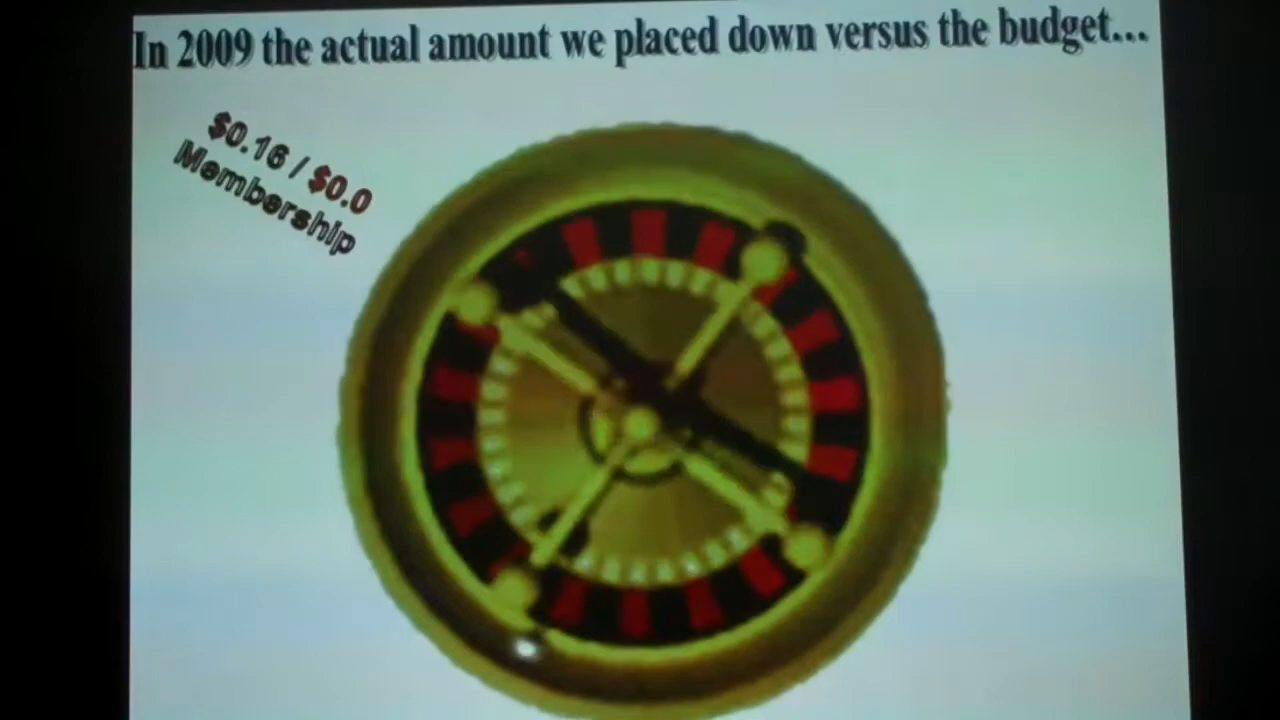 In 2009 the actual amount we placed down versus the budget...
$0.16 / $0.0
Membership